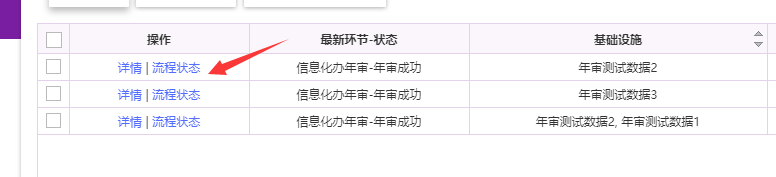 操作 最新环节-状态 基础设施
详情 | 流程状态 信息化办年审-年审成功 年审测试数据2
详情 | 流程状态 信息化办年审-年审成功 年审测试数据3
详情 | 流程状态 信息化办年审-年审成功 年审测试数据2, 年审测试数据1